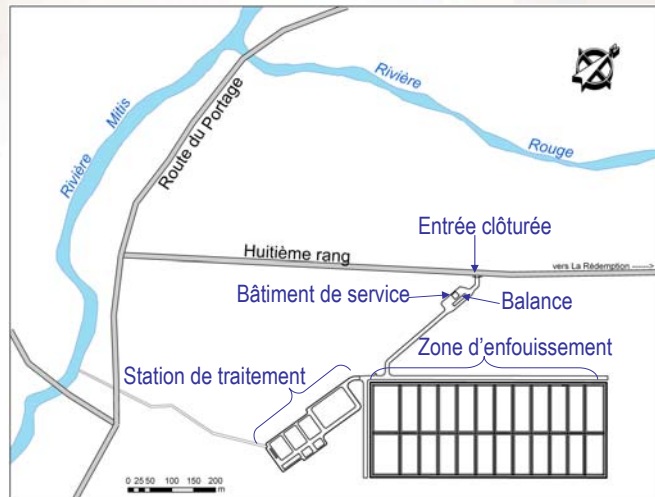 Rivière
Mitis
Route du Portage
Rivière
Rouge
Entrée clôturée
Huitième rang
vers La Rédemption ----->
Bâtiment de service
Balance
Zone d'enfouissement
Station de traitement
0 25 50 100 150 200
m